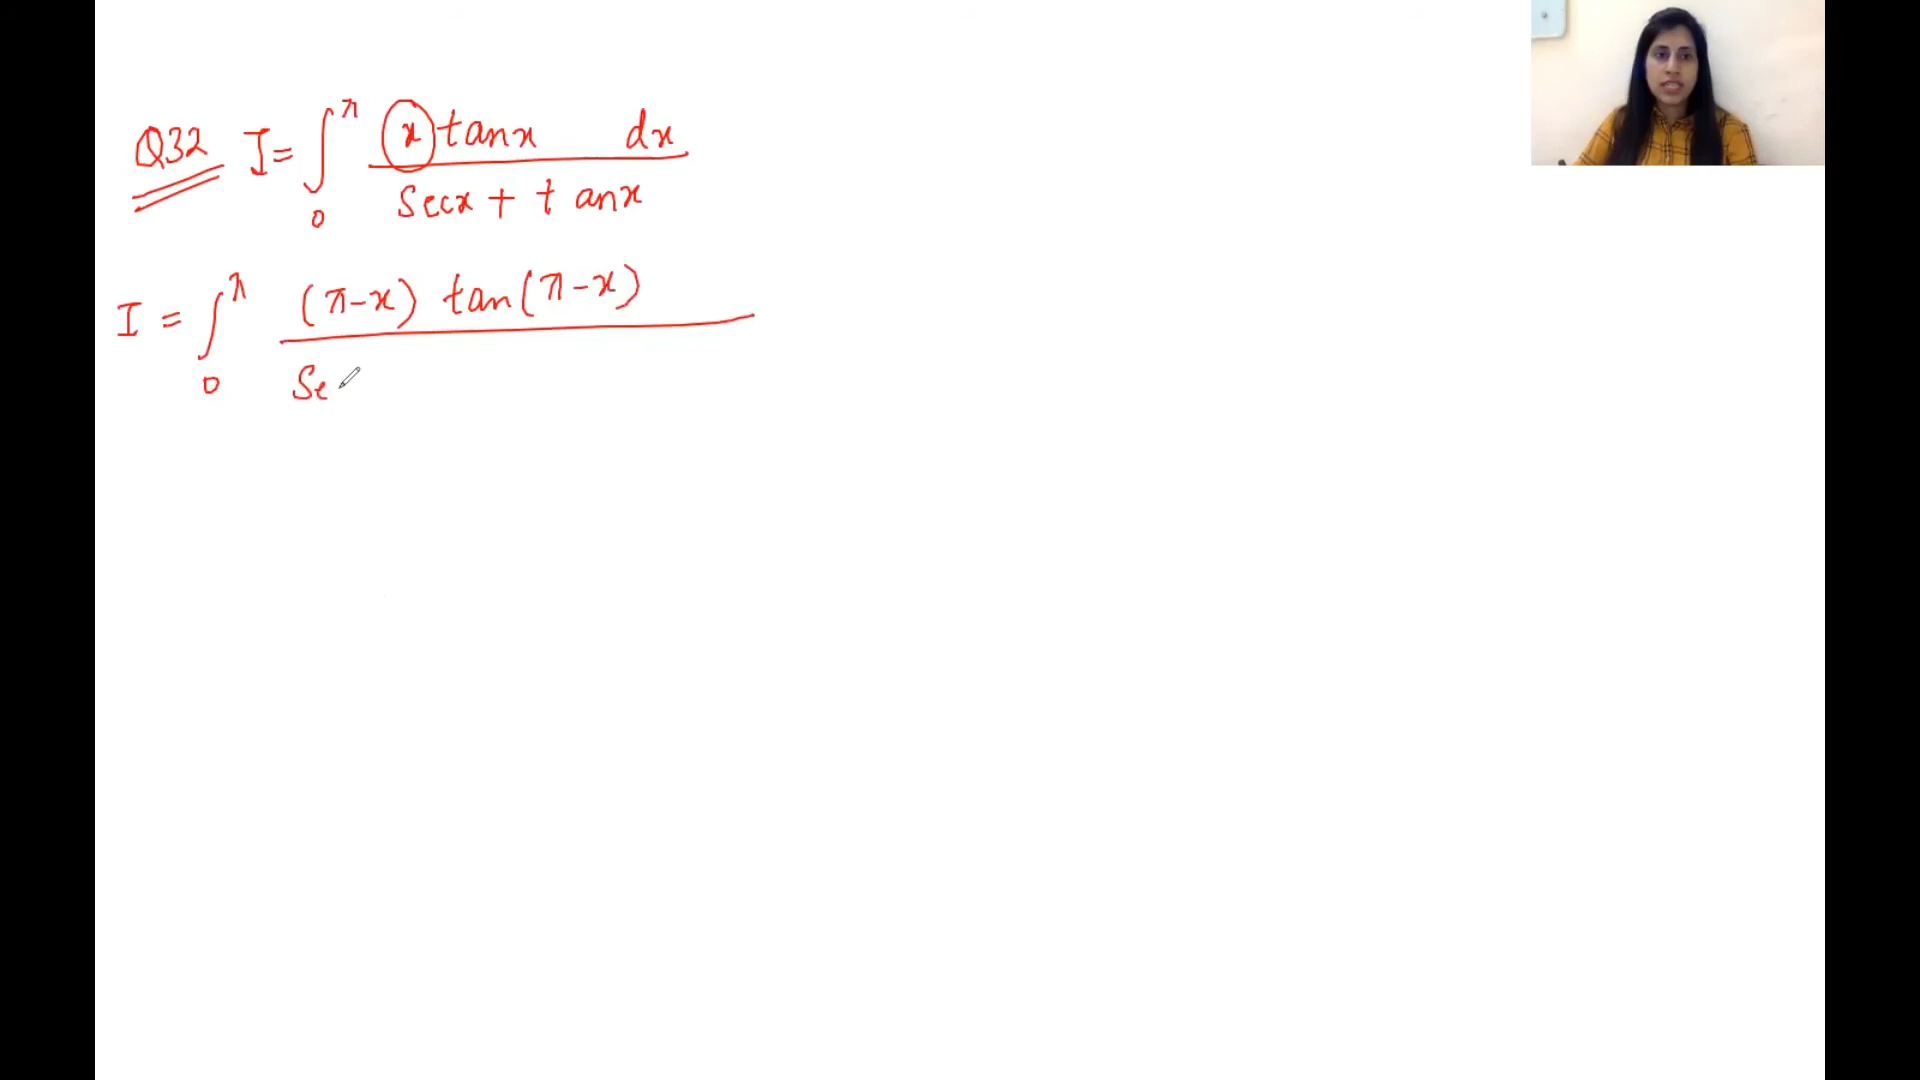 Q32 I = ∫₀^π x tanx dx / secx + tanx
I = ∫₀^π (π-x) tan(π-x) / Se